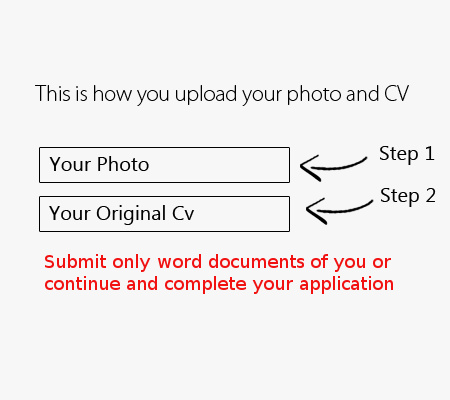 This is how you upload your photo and CV
Your Photo
Step 1
Your Original Cv
Step 2
Submit only word documents of you or
continue and complete your application